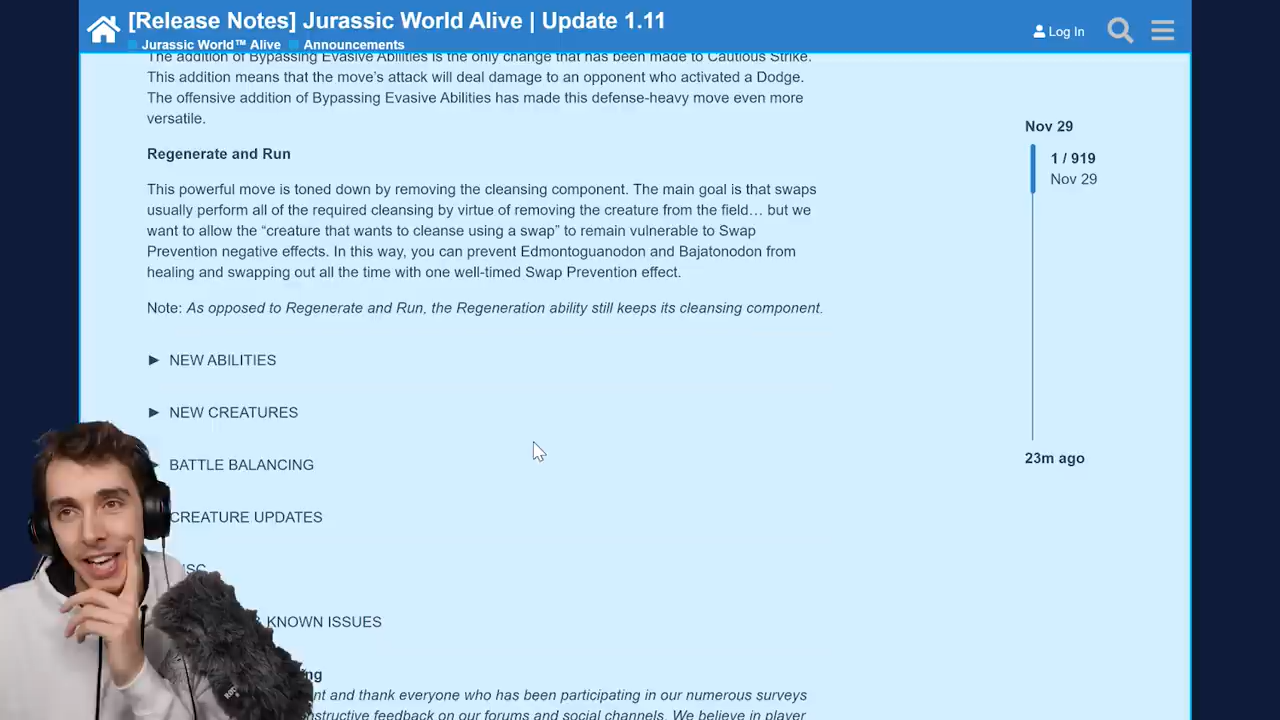 [Release Notes] Jurassic World Alive | Update 1.11
Jurassic World™ Alive Announcements
Log In
The addition of Bypassing Evasive Abilities is the only change that has been made to Cautious Strike.
This addition means that the move's attack will deal damage to an opponent who activated a Dodge.
The offensive addition of Bypassing Evasive Abilities has made this defense-heavy move even more
versatile.
Regenerate and Run
This powerful move is toned down by removing the cleansing component. The main goal is that swaps
usually perform all of the required cleansing by virtue of removing the creature from the field… but we
want to allow the “creature that wants to cleanse using a swap” to remain vulnerable to Swap
Prevention negative effects. In this way, you can prevent Edmontoguanodon and Bajatonodon from
healing and swapping out all the time with one well-timed Swap Prevention effect.
Note: As opposed to Regenerate and Run, the Regeneration ability still keeps its cleansing component.
► NEW ABILITIES
► NEW CREATURES
BATTLE BALANCING
CREATURE UPDATES
SC
KNOWN ISSUES
ng
nt and thank everyone who has been participating in our numerous surveys
nstructive feedback on our forums and social channels. We believe in player
Nov 29
1 / 919
Nov 29
23m ago